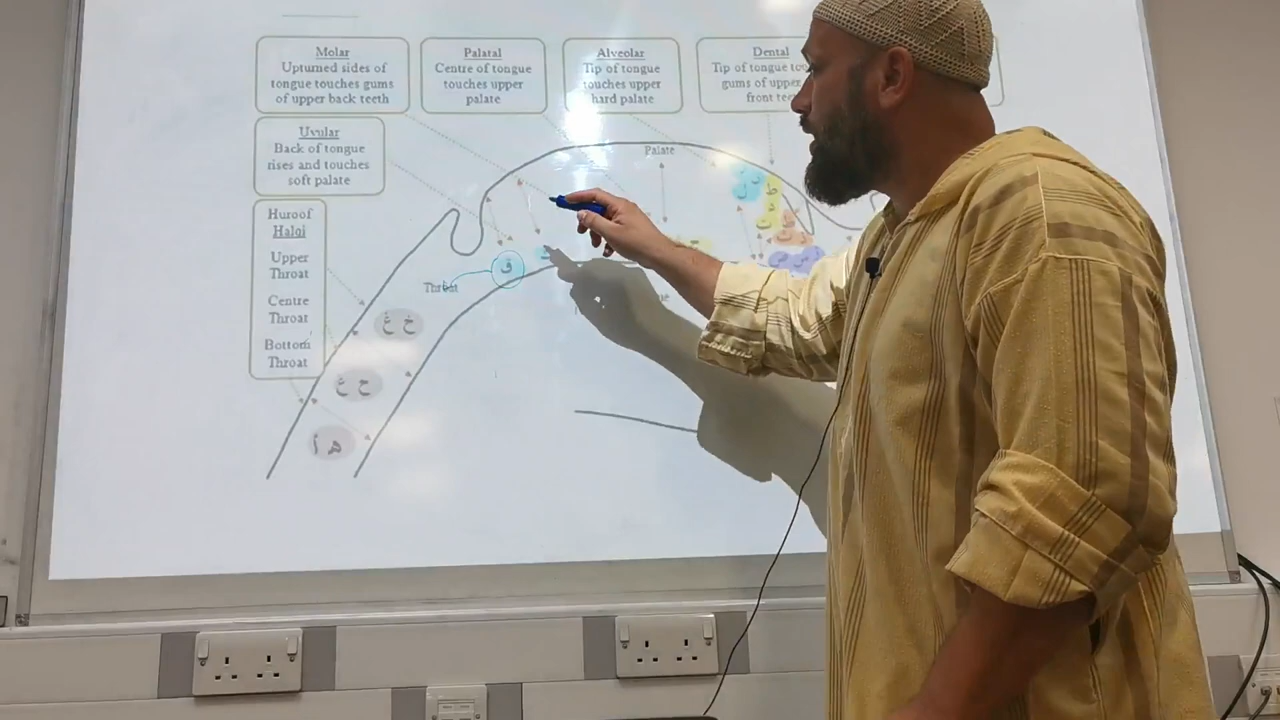 Molar
Upturned sides of
tongue touches gums
of upper back teeth
Palatal
Centre of tongue
touches upper
palate
Alveolar
Tip of tongue
touches upper
hard palate
Dental
Tip of tongue
gums of upper
front teeth
Uvular
Back of tongue
rises and touches
soft palate
Huroof
Halqi
Upper
Throat
Centre
Throat
Bottom
Throat
Palate
Throat
ق
خ غ
ح ع
ه أ
ط